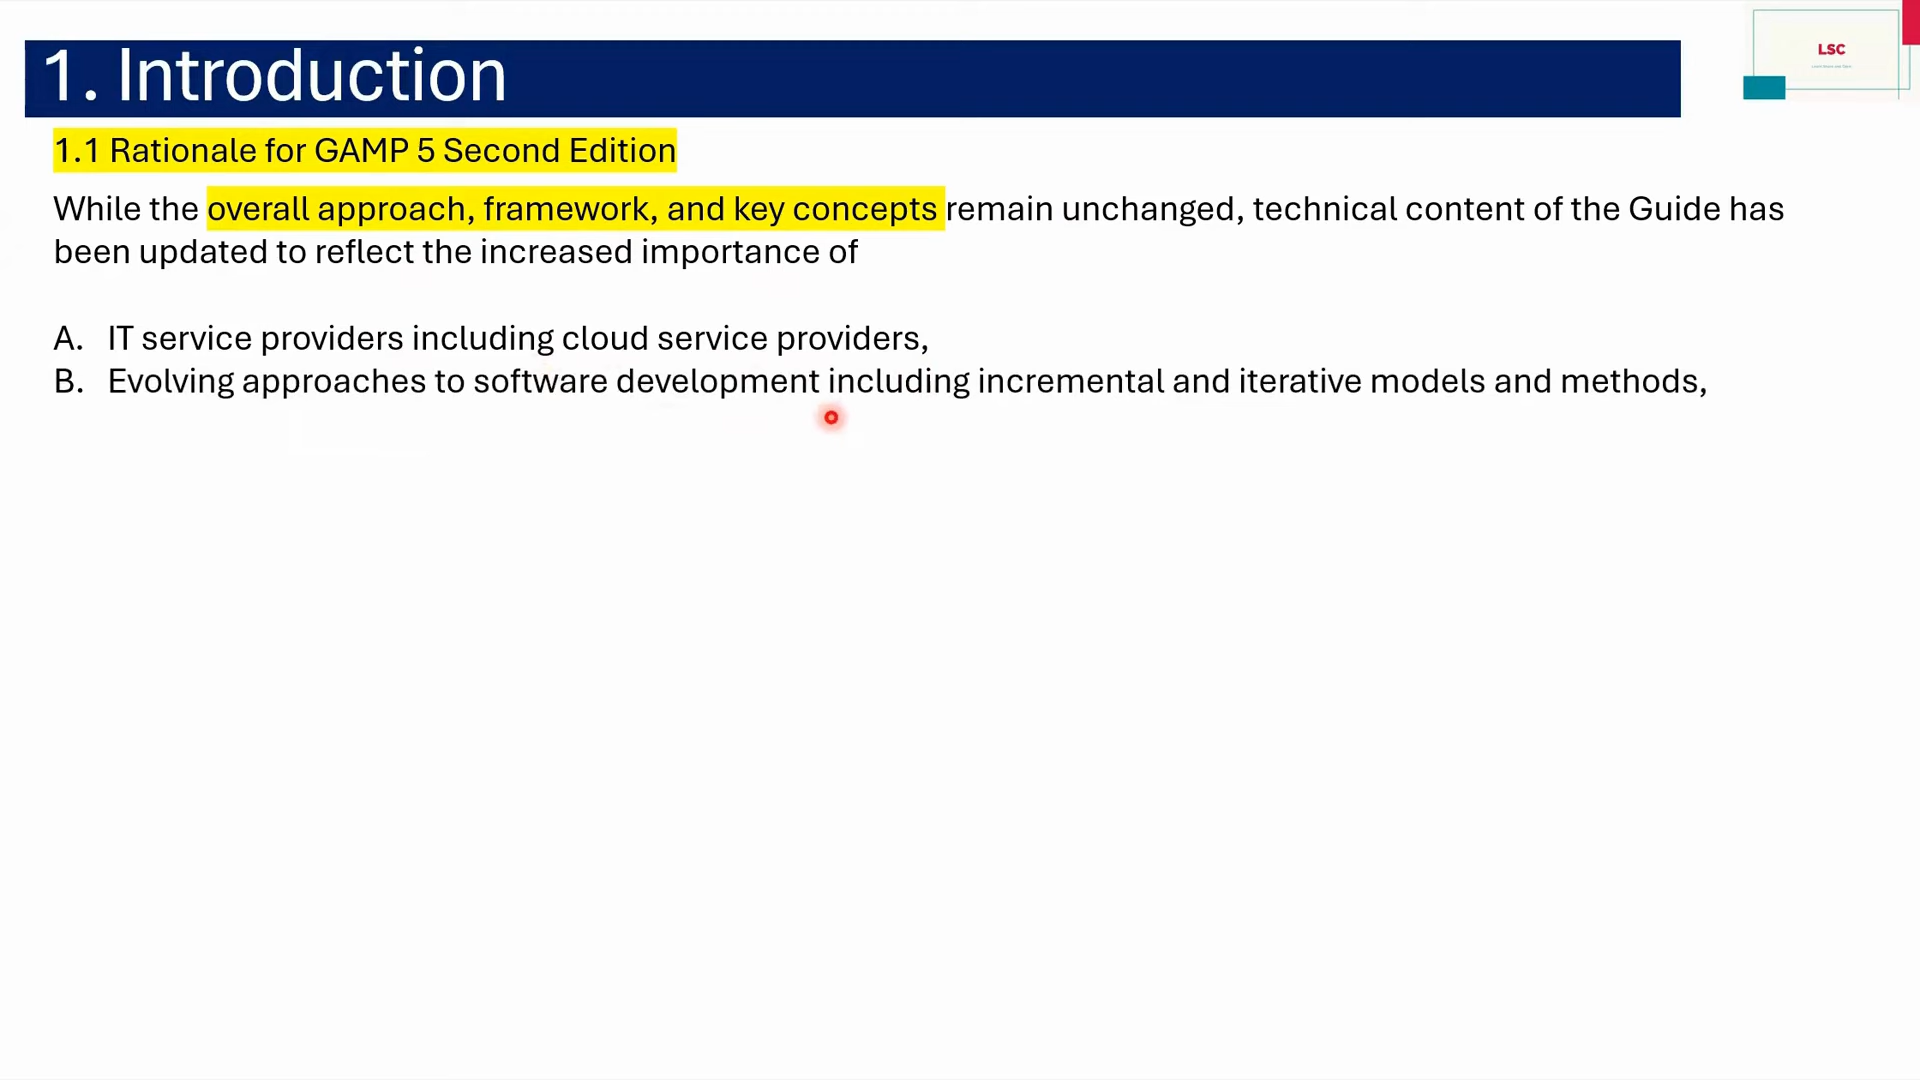 1. Introduction
LSC
1.1 Rationale for GAMP 5 Second Edition
While the overall approach, framework, and key concepts remain unchanged, technical content of the Guide has
been updated to reflect the increased importance of
A. IT service providers including cloud service providers,
B. Evolving approaches to software development including incremental and iterative models and methods,